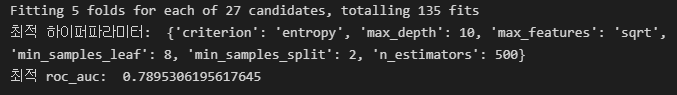 Fitting 5 folds for each of 27 candidates, totalling 135 fits
최적 하이퍼파라미터:  {'criterion': 'entropy', 'max_depth': 10, 'max_features': 'sqrt',
'min_samples_leaf': 8, 'min_samples_split': 2, 'n_estimators': 500}
최적 roc_auc:  0.7895306195617645